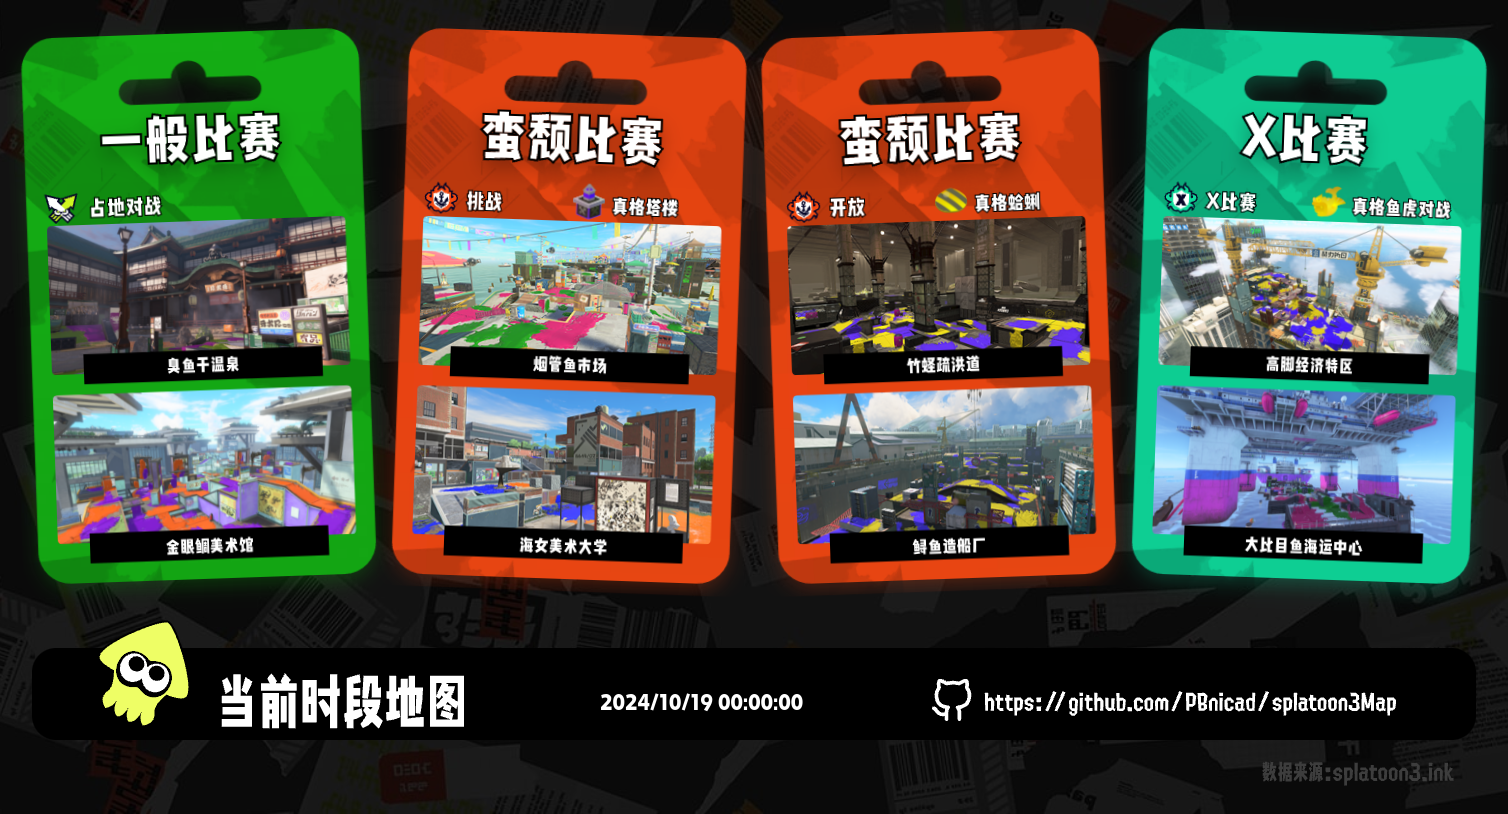 一般比赛
占地对战
臭鱼干温泉
金眼鲷美术馆
蛮颓比赛
挑战
真格塔楼
烟管鱼市场
海女美术大学
蛮颓比赛
开放
真格蛤蜊
竹蛏疏洪道
鲟鱼造船厂
X比赛
X比赛
真格鱼虎对战
高脚经济特区
大比目鱼海运中心
当前时段地图
2024/10/19 00:00:00
https://github.com/PBnicad/splatoon3Map
数据来源:splatoon3.ink